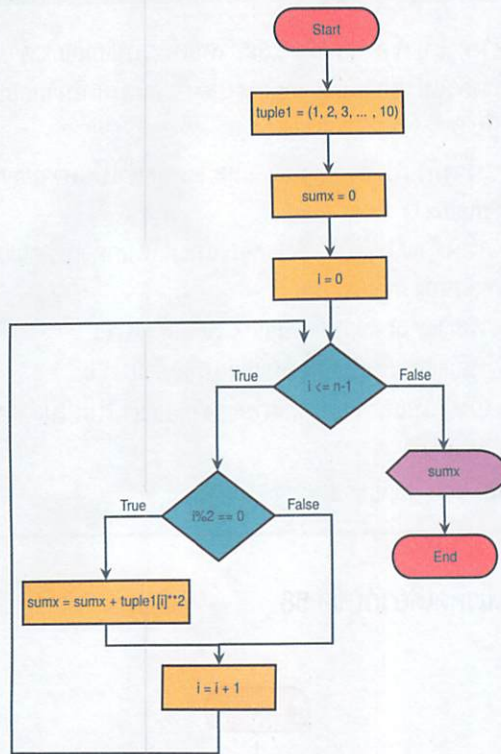 Start
tuple1 = (1, 2, 3, ... , 10)
sumx = 0
i = 0
i <= n-1
True
False
sumx
End
i%2 == 0
True
False
sumx = sumx + tuple1[i]**2
i = i + 1